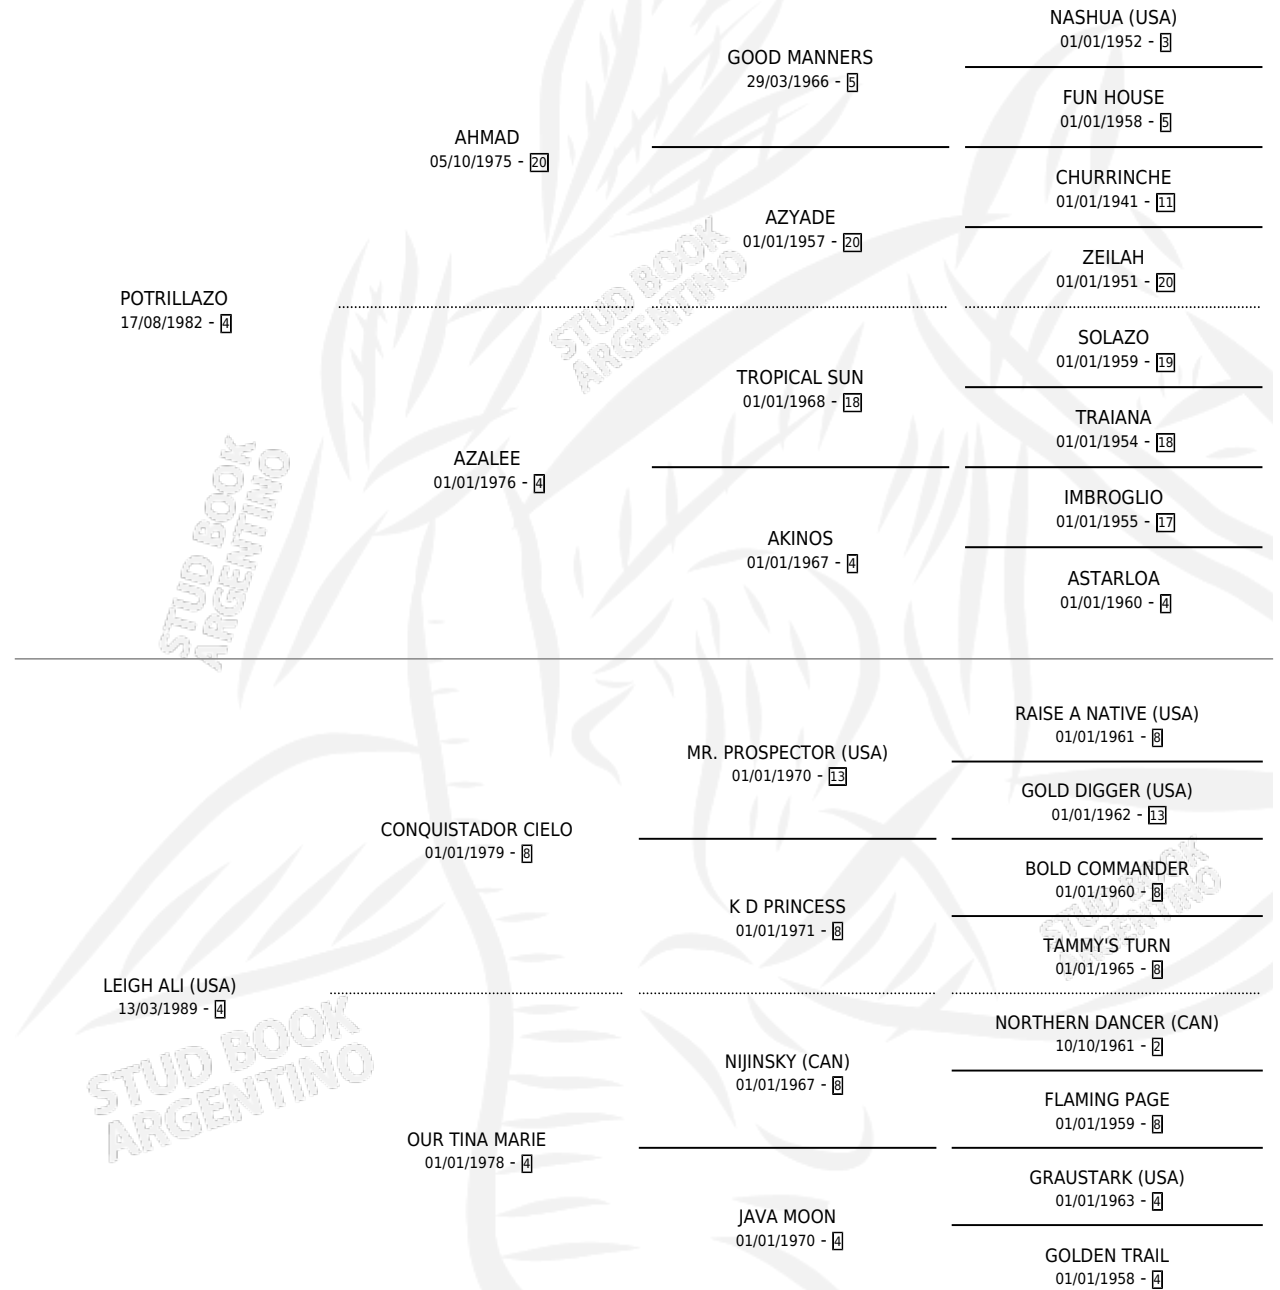 NASHUA (USA)
01/01/1952 - 3
GOOD MANNERS
29/03/1966 - 5
FUN HOUSE
01/01/1958 - 5
AHMAD
05/10/1975 - 20
CHURRINCHE
01/01/1941 - 11
AZYADE
01/01/1957 - 20
ZEILAH
01/01/1951 - 20
POTRILLAZO
17/08/1982 - 4
STUD BOOK
ARGENTINO
SOLAZO
01/01/1959 - 19
TROPICAL SUN
01/01/1968 - 18
TRAIANA
01/01/1954 - 18
AZALEE
01/01/1976 - 4
IMBROGLIO
01/01/1955 - 17
AKINOS
01/01/1967 - 4
ASTARLOA
01/01/1960 - 4
STUD BOOK
ARGENTINO
RAISE A NATIVE (USA)
01/01/1961 - 8
MR. PROSPECTOR (USA)
01/01/1970 - 13
GOLD DIGGER (USA)
01/01/1962 - 13
CONQUISTADOR CIELO
01/01/1979 - 8
BOLD COMMANDER
01/01/1960 - 8
K D PRINCESS
01/01/1971 - 8
STUD BOOK
ARGENTINO
TAMMY'S TURN
01/01/1965 - 8
LEIGH ALI (USA)
13/03/1989 - 4
STUD BOOK
ARGENTINO
NORTHERN DANCER (CAN)
10/10/1961 - 2
NIJINSKY (CAN)
01/01/1967 - 8
FLAMING PAGE
01/01/1959 - 8
OUR TINA MARIE
01/01/1978 - 4
GRAUSTARK (USA)
01/01/1963 - 4
JAVA MOON
01/01/1970 - 4
GOLDEN TRAIL
01/01/1958 - 4